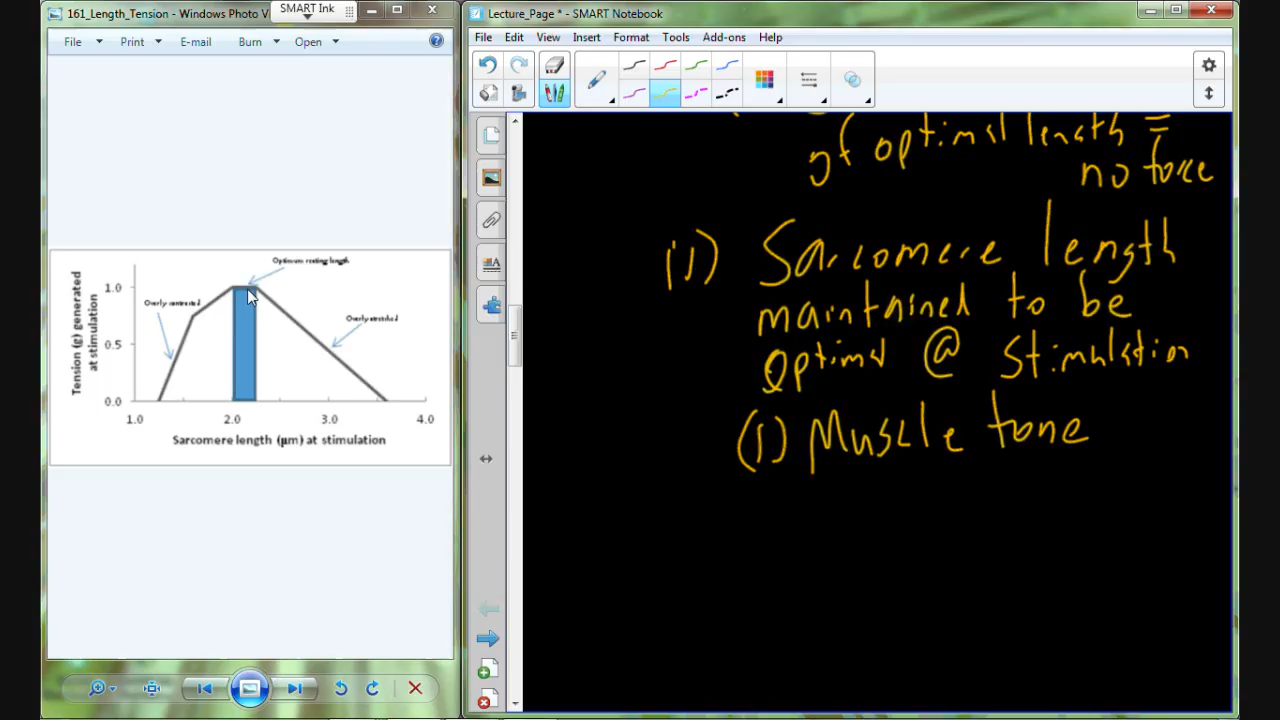 161_Length_Tension - Windows Photo V
SMART Ink
File Print E-mail Burn Open
Optimum resting length
Tension (g) generated
at stimulation
1.0
0.5
0.0
Overly contracted
Overly stretched
1.0 2.0 3.0 4.0
Sarcomere length (μm) at stimulation
Lecture_Page * - SMART Notebook
File Edit View Insert Format Tools Add-ons Help
of optimal length =
no force
ii) Sarcomere length
maintained to be
Optimal @ Stimulation
(1) Muscle tone